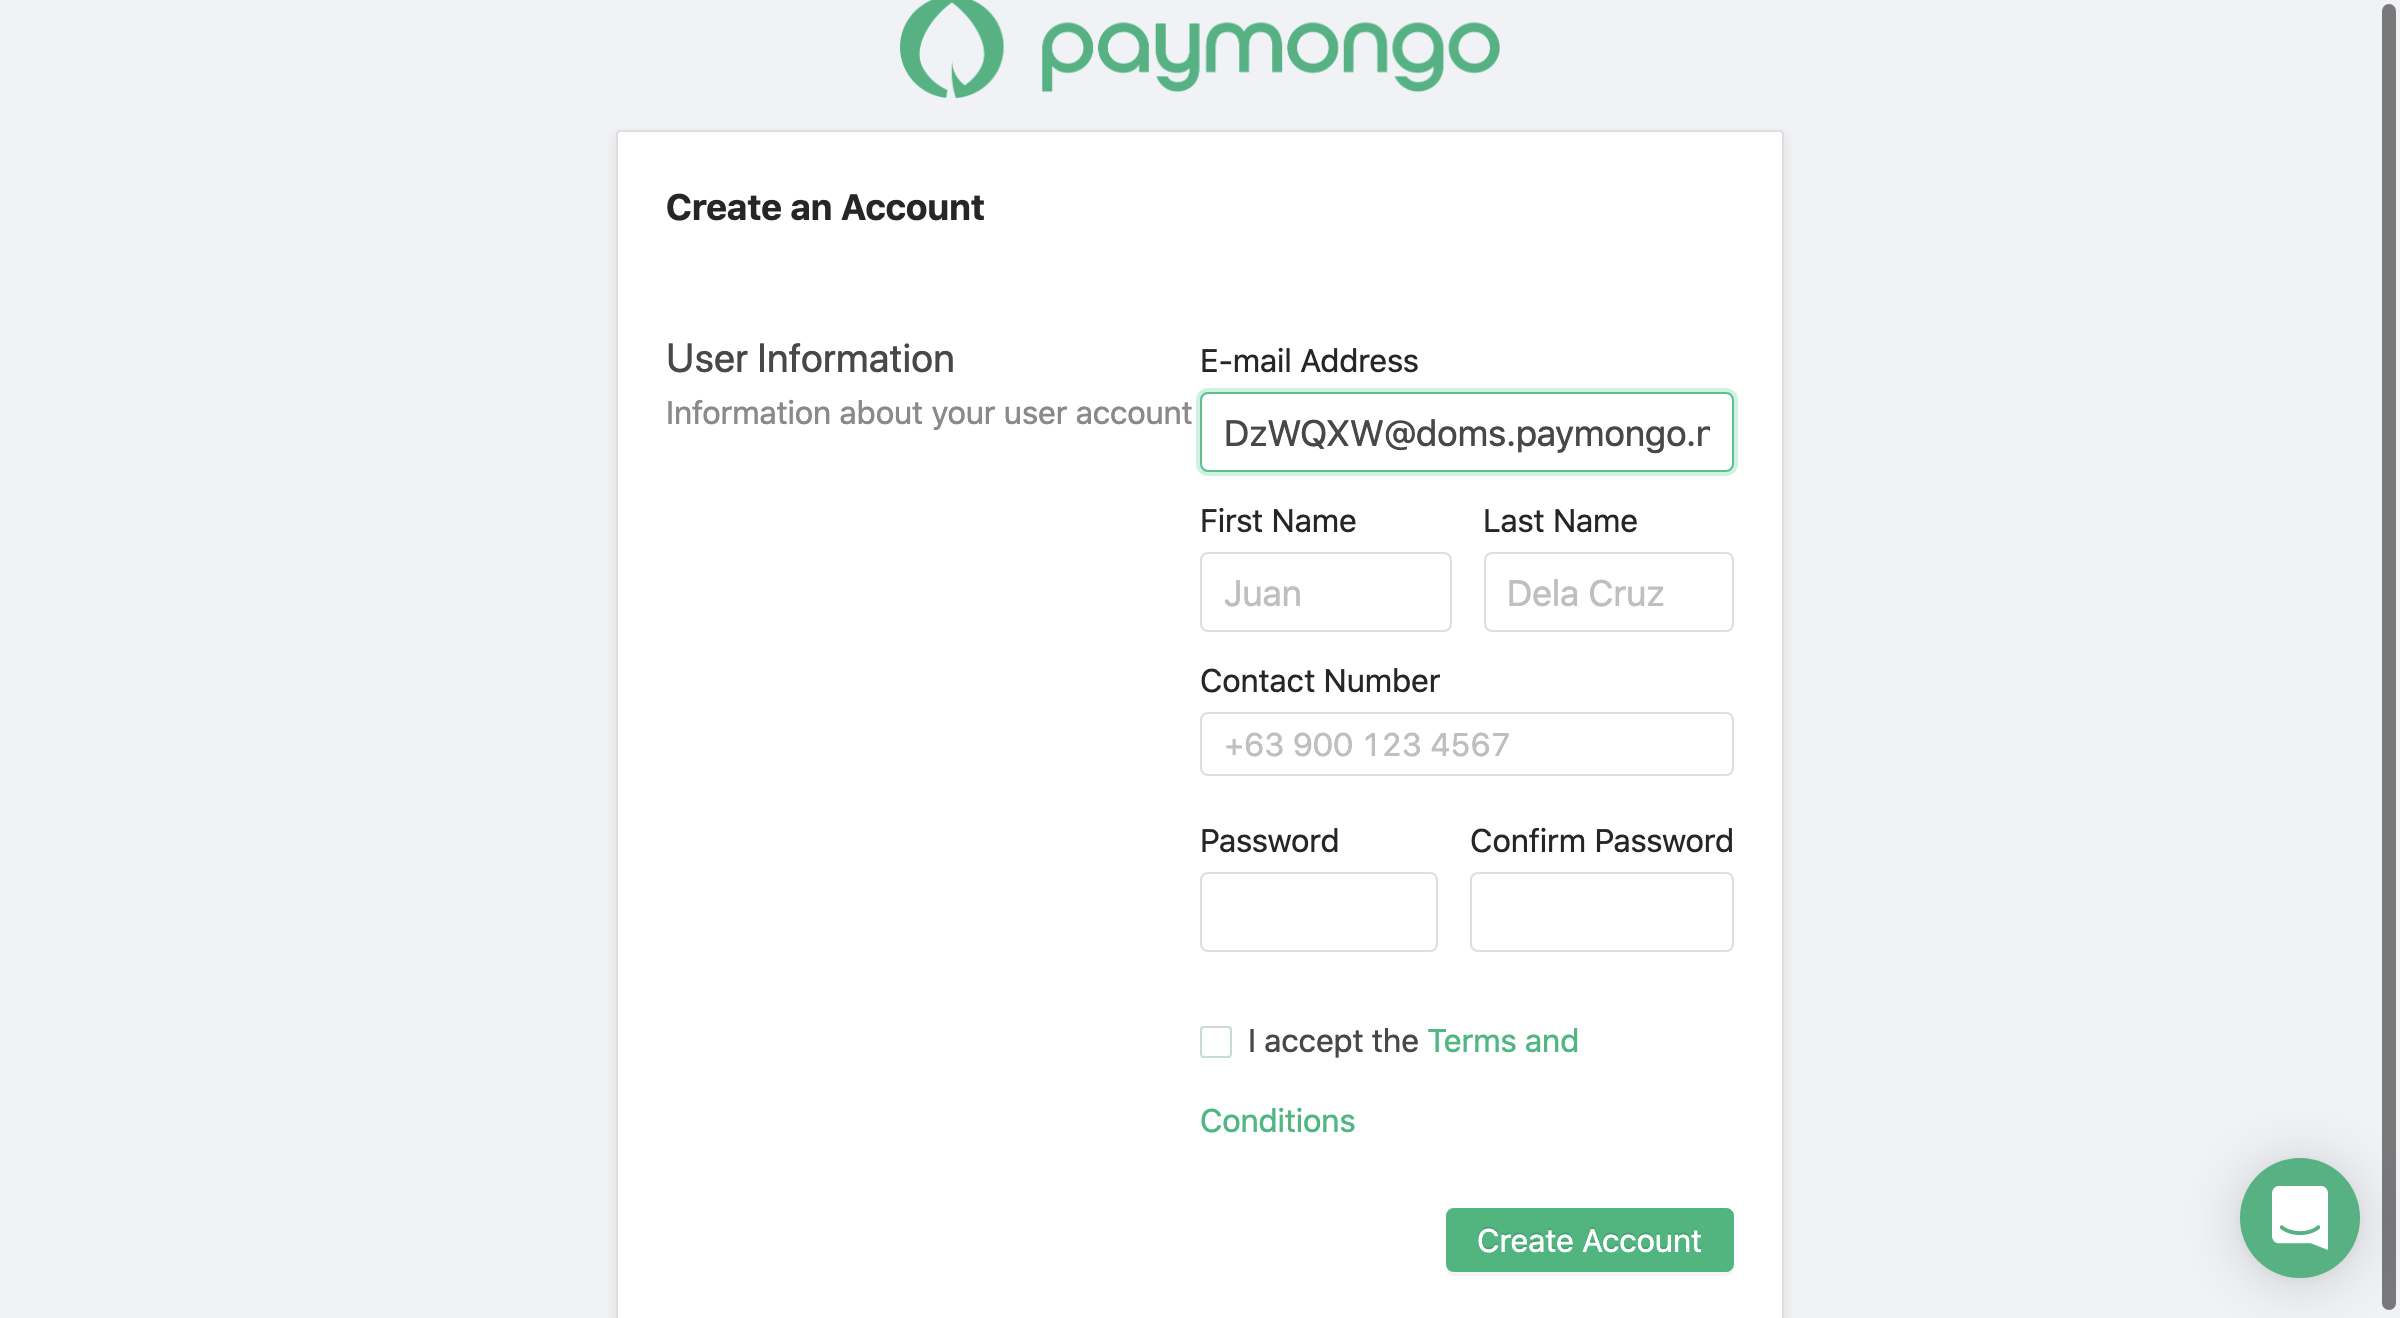 paymongo
Create an Account
User Information
Information about your user account
E-mail Address
DzWQXW@doms.paymongo.r
First Name
Last Name
Juan
Dela Cruz
Contact Number
+63 900 123 4567
Password
Confirm Password
I accept the Terms and
Conditions
Create Account